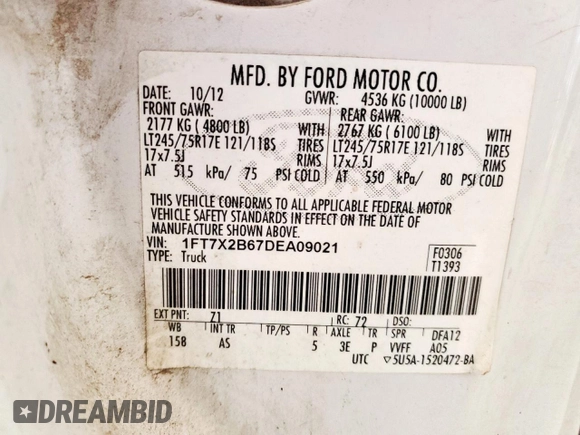 MFD. BY FORD MOTOR CO.
DATE: 10/12 GVWR: 4536 KG (10000 LB)
FRONT GAWR: REAR GAWR:
2177 KG ( 4800 LB) WITH 2767 KG ( 6100 LB) WITH
LT245/75R17E 121/118S TIRES LT245/75R17E 121/118S TIRES
17x7.5J RIMS 17x7.5J RIMS
AT 515 kPa/ 75 PSI COLD AT 550 kPa/ 80 PSI COLD
THIS VEHICLE CONFORMS TO ALL APPLICABLE FEDERAL MOTOR
VEHICLE SAFETY STANDARDS IN EFFECT ON THE DATE OF
MANUFACTURE SHOWN ABOVE.
VIN: 1FT7X2B67DEA09021
TYPE: Truck
F0306
T1393
EXT PNT: Z1 RC: 72 DSO:
WB INT TR TP/PS R AXLE TR SPR DFA12
158 AS 5 3E P VVFF A05
UTC ▽5U5A-1520472-BA
Ford
DREAMBID